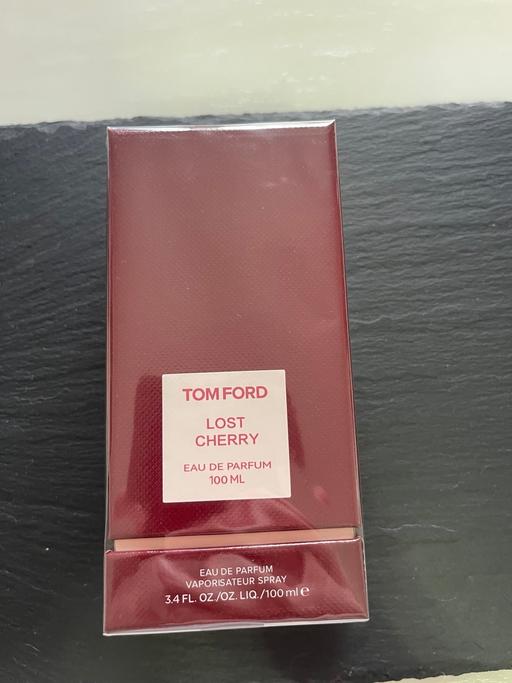 TOM FORD
LOST
CHERRY
EAU DE PARFUM
100 ML
EAU DE PARFUM
VAPORISATEUR SPRAY
3.4 FL. OZ./OZ. LIQ./100 ml ℮